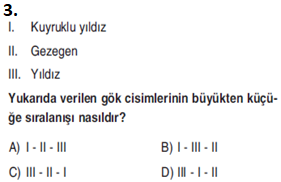 3.
I. Kuyruklu yıldız
II. Gezegen
III. Yıldız
Yukarıda verilen gök cisimlerinin büyükten küçü-
ğe sıralanışı nasıldır?
A) I - II - III B) I - III - II
C) III - II - I D) III - I - II